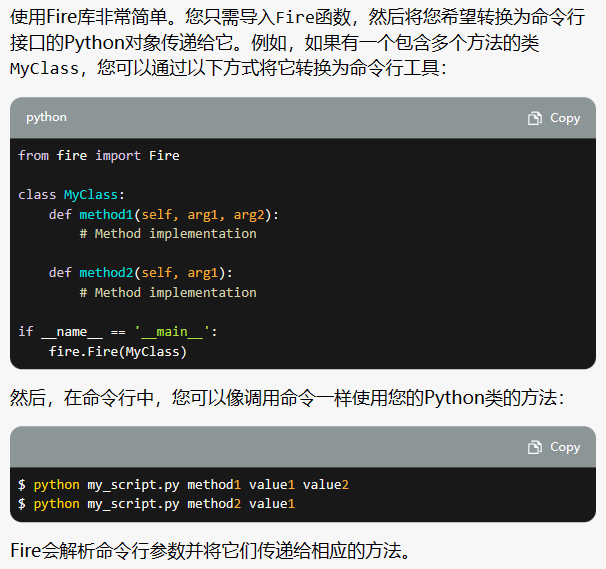 使用Fire库非常简单。您只需导入Fire函数，然后将您希望转换为命令行
接口的Python对象传递给它。例如，如果有一个包含多个方法的类
MyClass，您可以通过以下方式将它转换为命令行工具：
python Copy
from fire import Fire
class MyClass:
    def method1(self, arg1, arg2):
        # Method implementation
    def method2(self, arg1):
        # Method implementation
if __name__ == '__main__':
    fire.Fire(MyClass)
然后，在命令行中，您可以像调用命令一样使用您的Python类的方法：
Copy
$ python my_script.py method1 value1 value2
$ python my_script.py method2 value1
Fire会解析命令行参数并将它们传递给相应的方法。